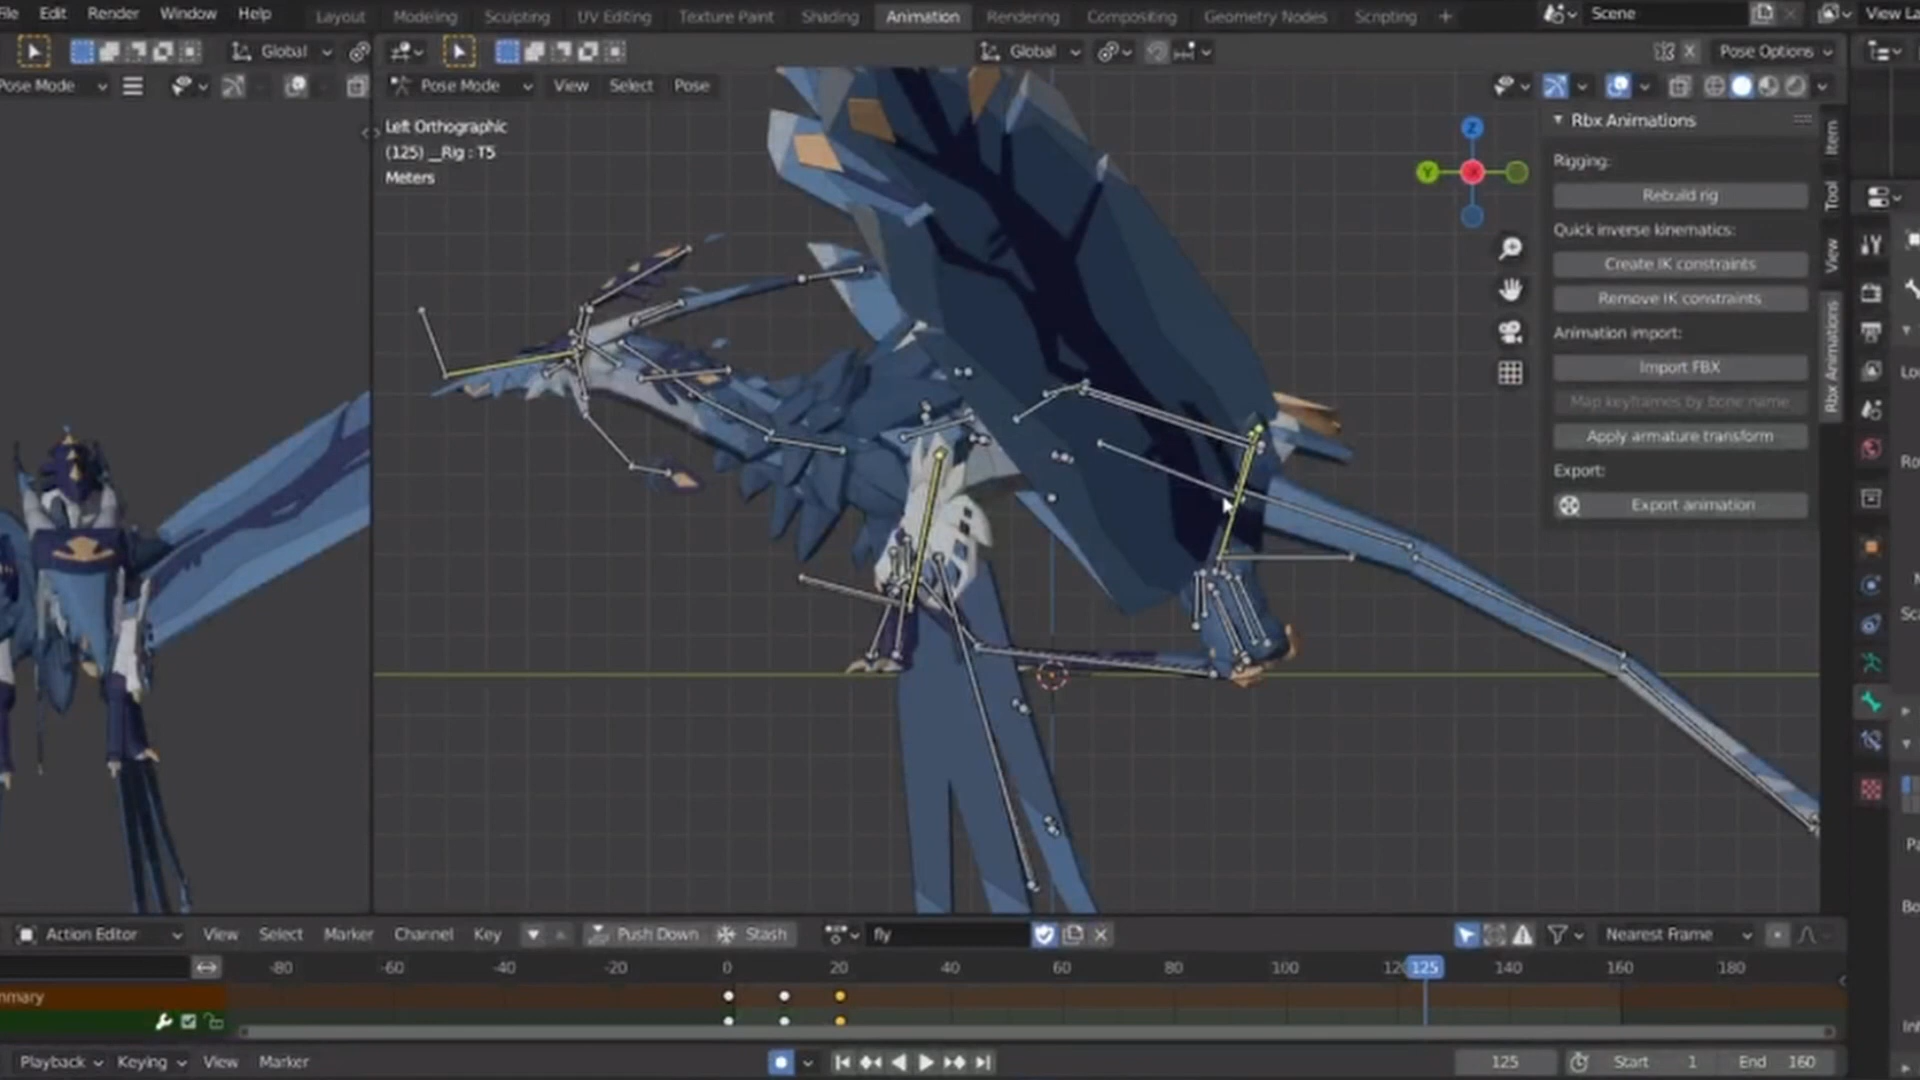 File Edit Render Window Help Layout Modeling Sculpting UV Editing Texture Paint Shading Animation Rendering Compositing Geometry Nodes Scripting + Scene View La
Global Global Pose Options
Pose Mode Pose Mode View Select Pose
Left Orthographic
(125) __Rig : T5
Meters
Z
Y
X
Rbx Animations
Rigging:
Rebuild rig
Quick inverse kinematics:
Create IK constraints
Remove IK constraints
Animation import:
Import FBX
Map keyframes by bone name
Apply armature transform
Export:
Export animation
Item
Tool
View
Rbx Animations
Action Editor View Select Marker Channel Key Push Down Stash fly Nearest Frame
-80 -60 -40 -20 0 20 40 60 80 100 120 125 140 160 180
mmary
Playback Keying View Marker 125 Start 1 End 160